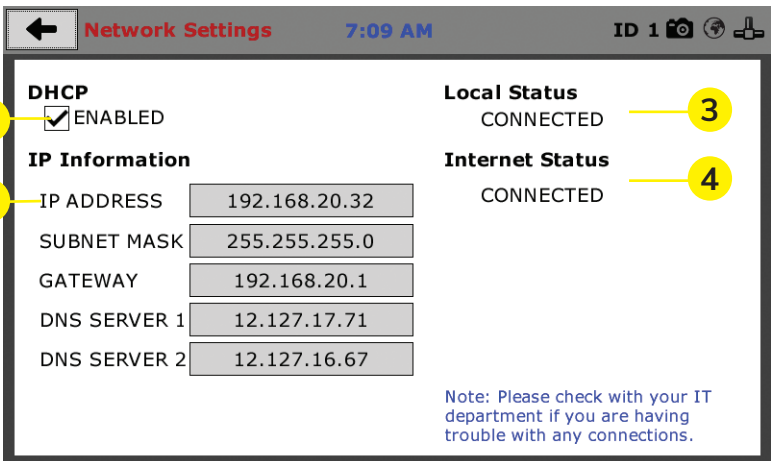 Network Settings 7:09 AM ID 1
DHCP
ENABLED
IP Information
IP ADDRESS 192.168.20.32
SUBNET MASK 255.255.255.0
GATEWAY 192.168.20.1
DNS SERVER 1 12.127.17.71
DNS SERVER 2 12.127.16.67
Local Status
CONNECTED
3
Internet Status
CONNECTED
4
Note: Please check with your IT
department if you are having
trouble with any connections.